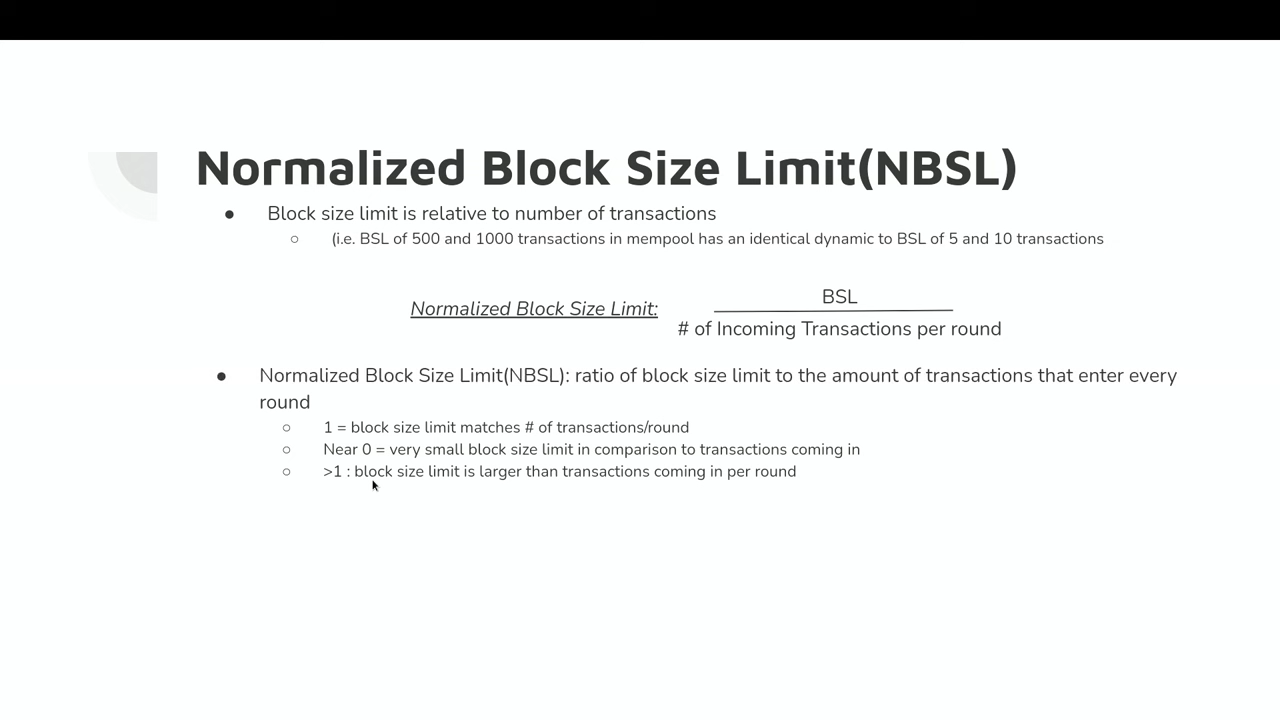 Normalized Block Size Limit(NBSL)
● Block size limit is relative to number of transactions
○ (i.e. BSL of 500 and 1000 transactions in mempool has an identical dynamic to BSL of 5 and 10 transactions
Normalized Block Size Limit:
BSL
# of Incoming Transactions per round
● Normalized Block Size Limit(NBSL): ratio of block size limit to the amount of transactions that enter every
round
○ 1 = block size limit matches # of transactions/round
○ Near 0 = very small block size limit in comparison to transactions coming in
○ >1 : block size limit is larger than transactions coming in per round